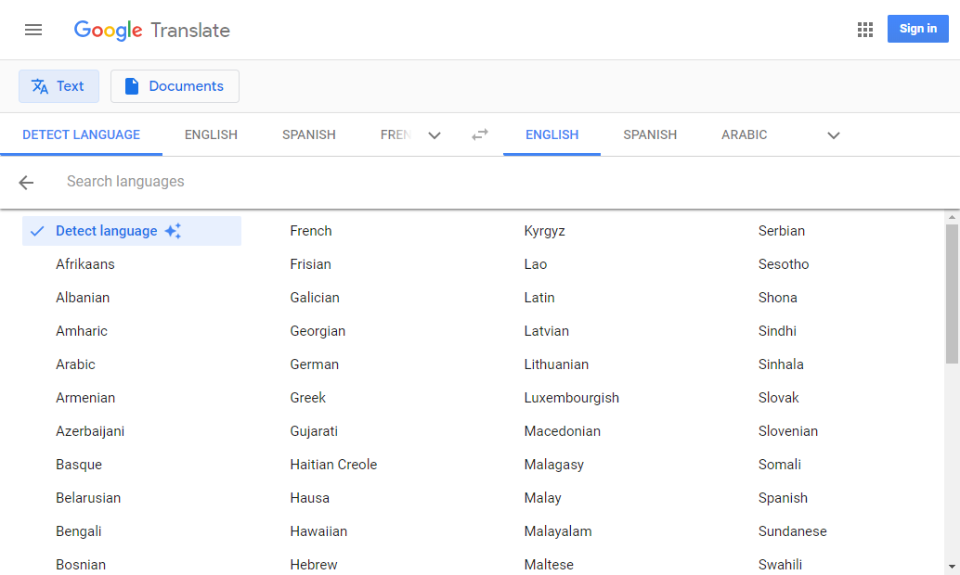 Google Translate
Sign in
Text
Documents
DETECT LANGUAGE ENGLISH SPANISH FREN ENGLISH SPANISH ARABIC
Search languages
Detect language French Kyrgyz Serbian
Afrikaans Frisian Lao Sesotho
Albanian Galician Latin Shona
Amharic Georgian Latvian Sindhi
Arabic German Lithuanian Sinhala
Armenian Greek Luxembourgish Slovak
Azerbaijani Gujarati Macedonian Slovenian
Basque Haitian Creole Malagasy Somali
Belarusian Hausa Malay Spanish
Bengali Hawaiian Malayalam Sundanese
Bosnian Hebrew Maltese Swahili